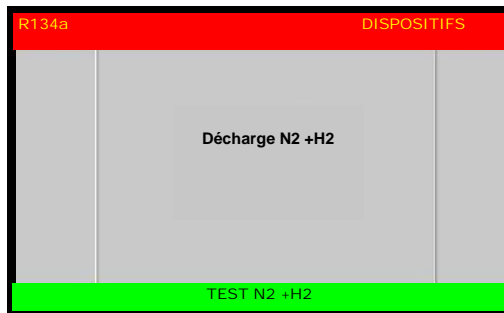 R134a DISPOSITIFS
Décharge N2 +H2
TEST N2 +H2